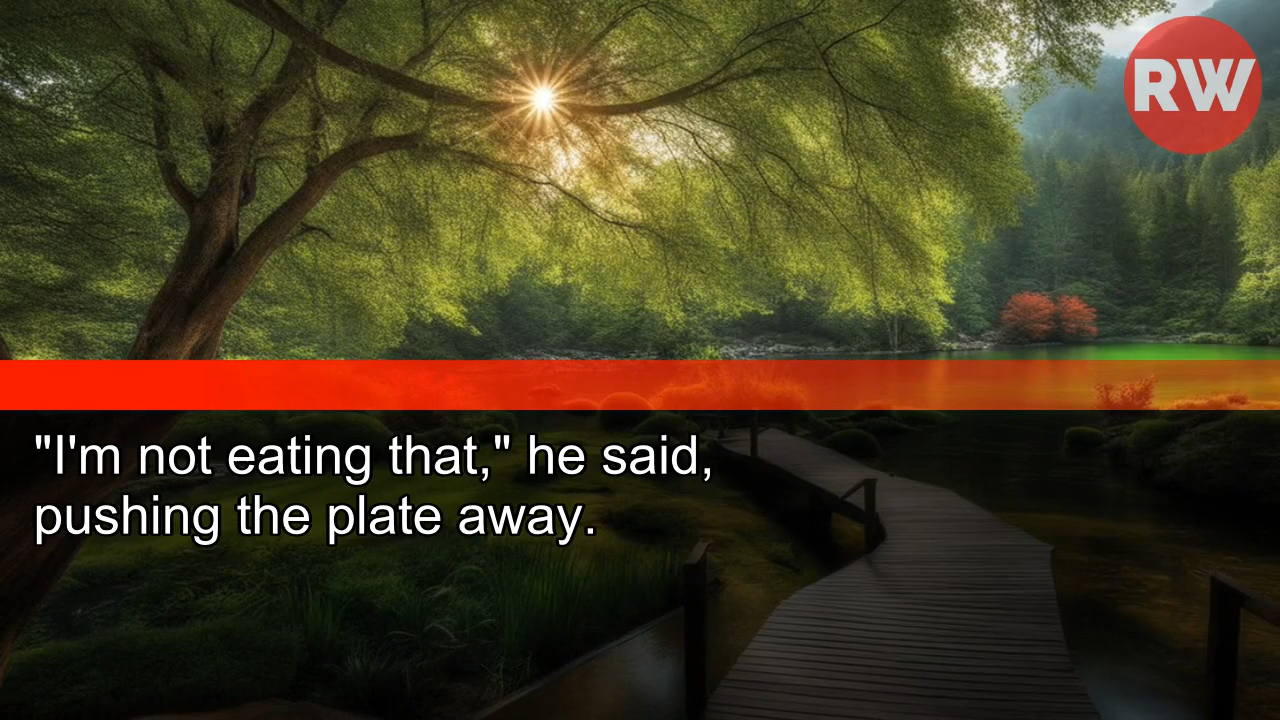 RW
"I'm not eating that," he said,
pushing the plate away.